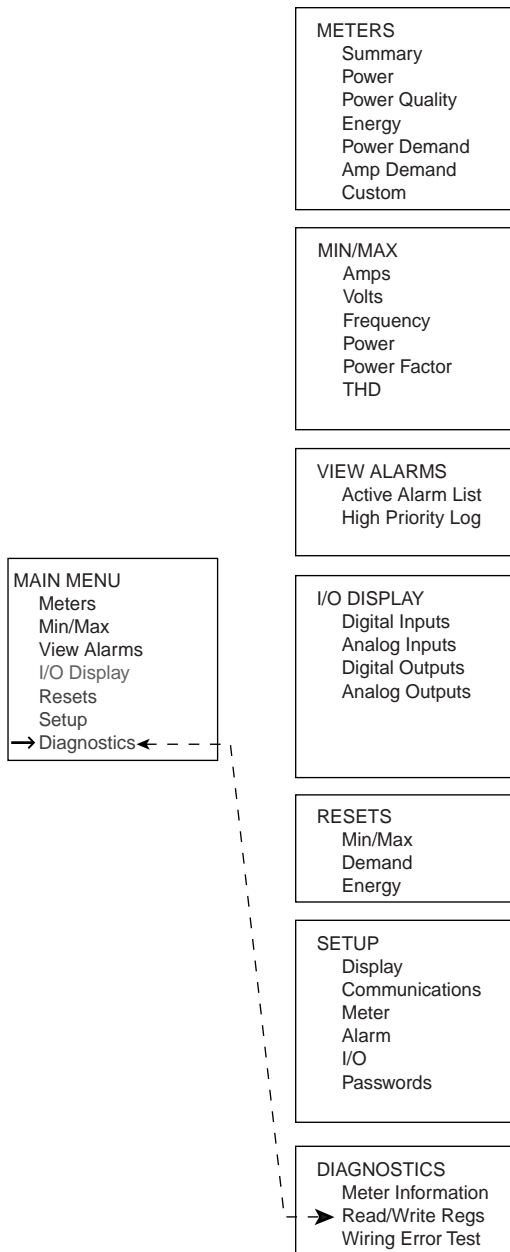 METERS
Summary
Power
Power Quality
Energy
Power Demand
Amp Demand
Custom
MIN/MAX
Amps
Volts
Frequency
Power
Power Factor
THD
VIEW ALARMS
Active Alarm List
High Priority Log
MAIN MENU
Meters
Min/Max
View Alarms
I/O Display
Resets
Setup
Diagnostics
I/O DISPLAY
Digital Inputs
Analog Inputs
Digital Outputs
Analog Outputs
RESETS
Min/Max
Demand
Energy
SETUP
Display
Communications
Meter
Alarm
I/O
Passwords
DIAGNOSTICS
Meter Information
Read/Write Regs
Wiring Error Test